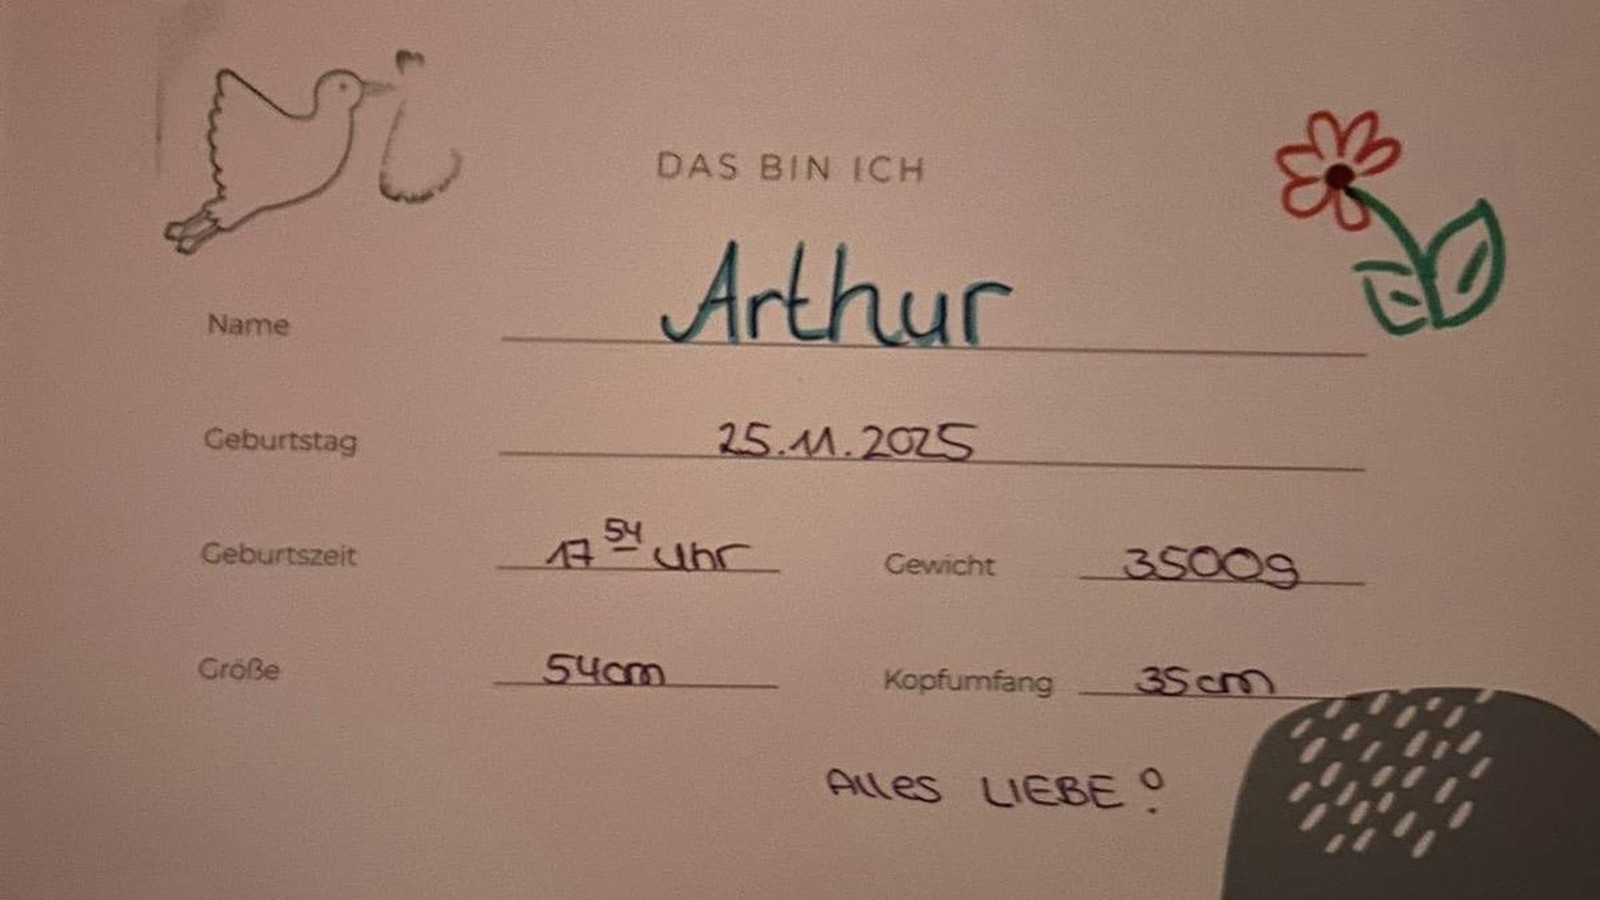 DAS BIN ICH
Name Arthur
Geburtstag 25.11.2025
Geburtszeit 17 54 Uhr Gewicht 3500g
Größe 54cm Kopfumfang 35cm
Alles LIEBE!